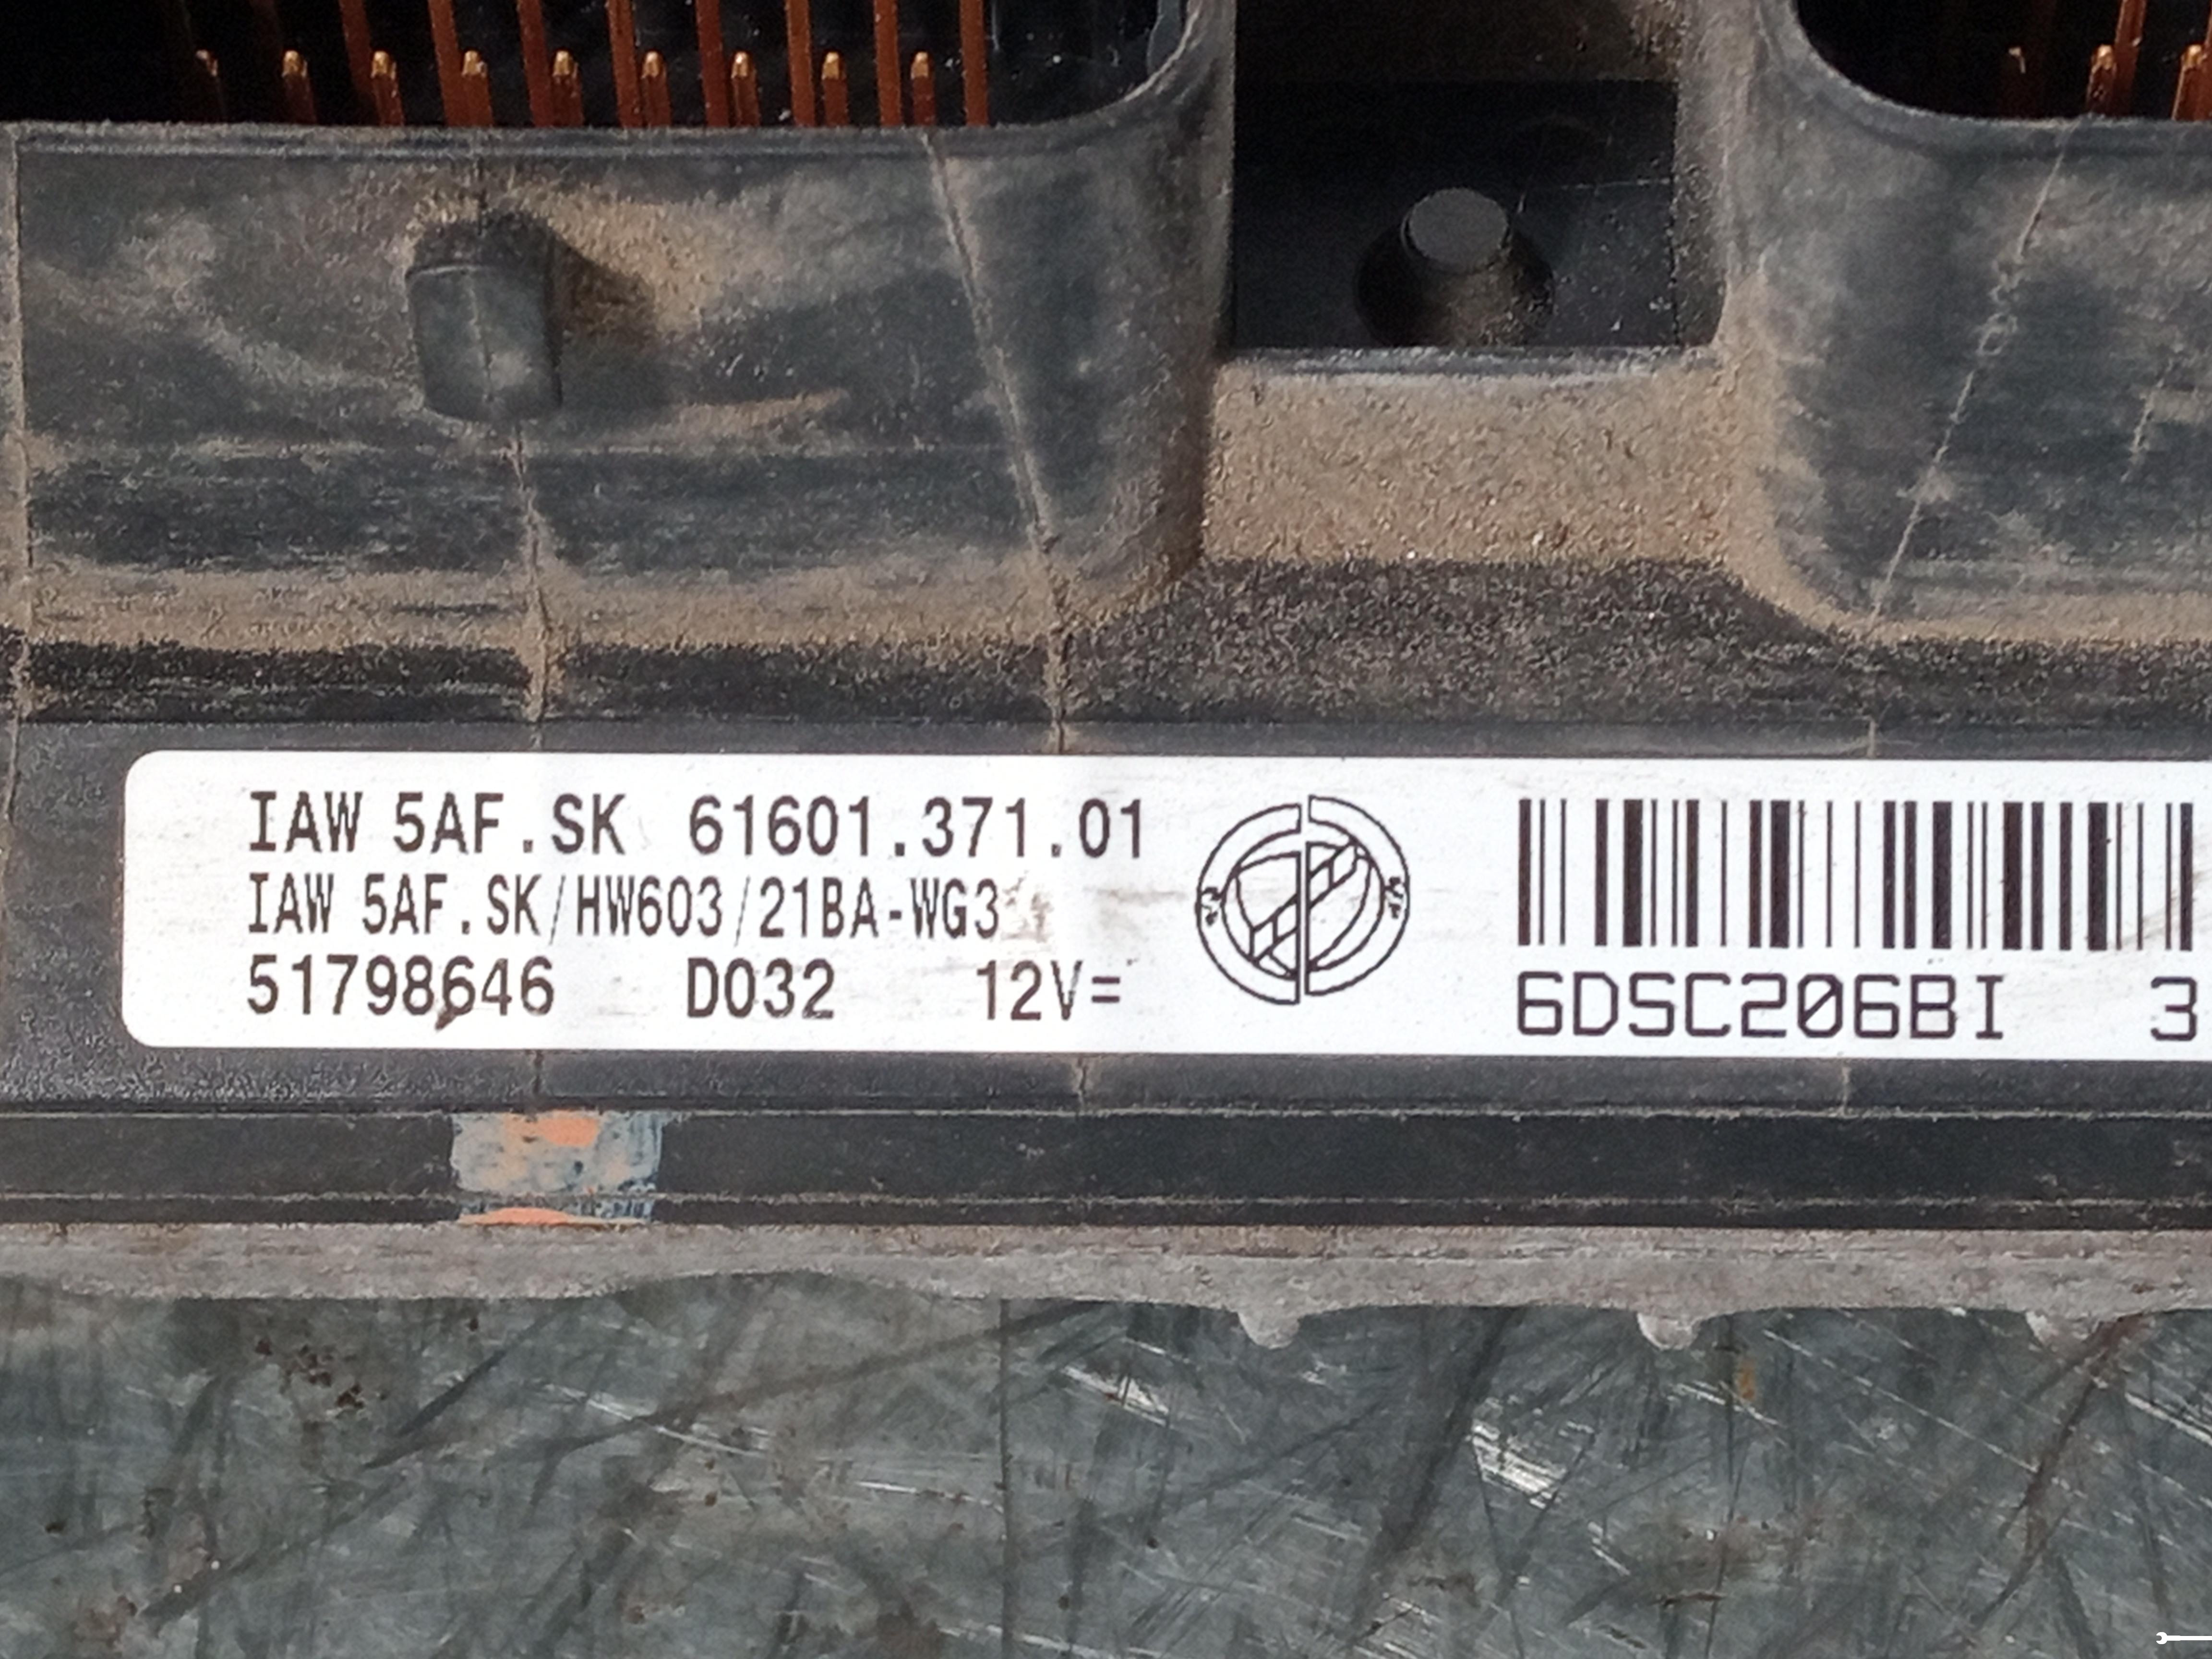 IAW 5AF.SK 61601.371.01
IAW 5AF.SK/HW603/21BA-WG3
51798646 D032 12V=
6DSC206BI 3